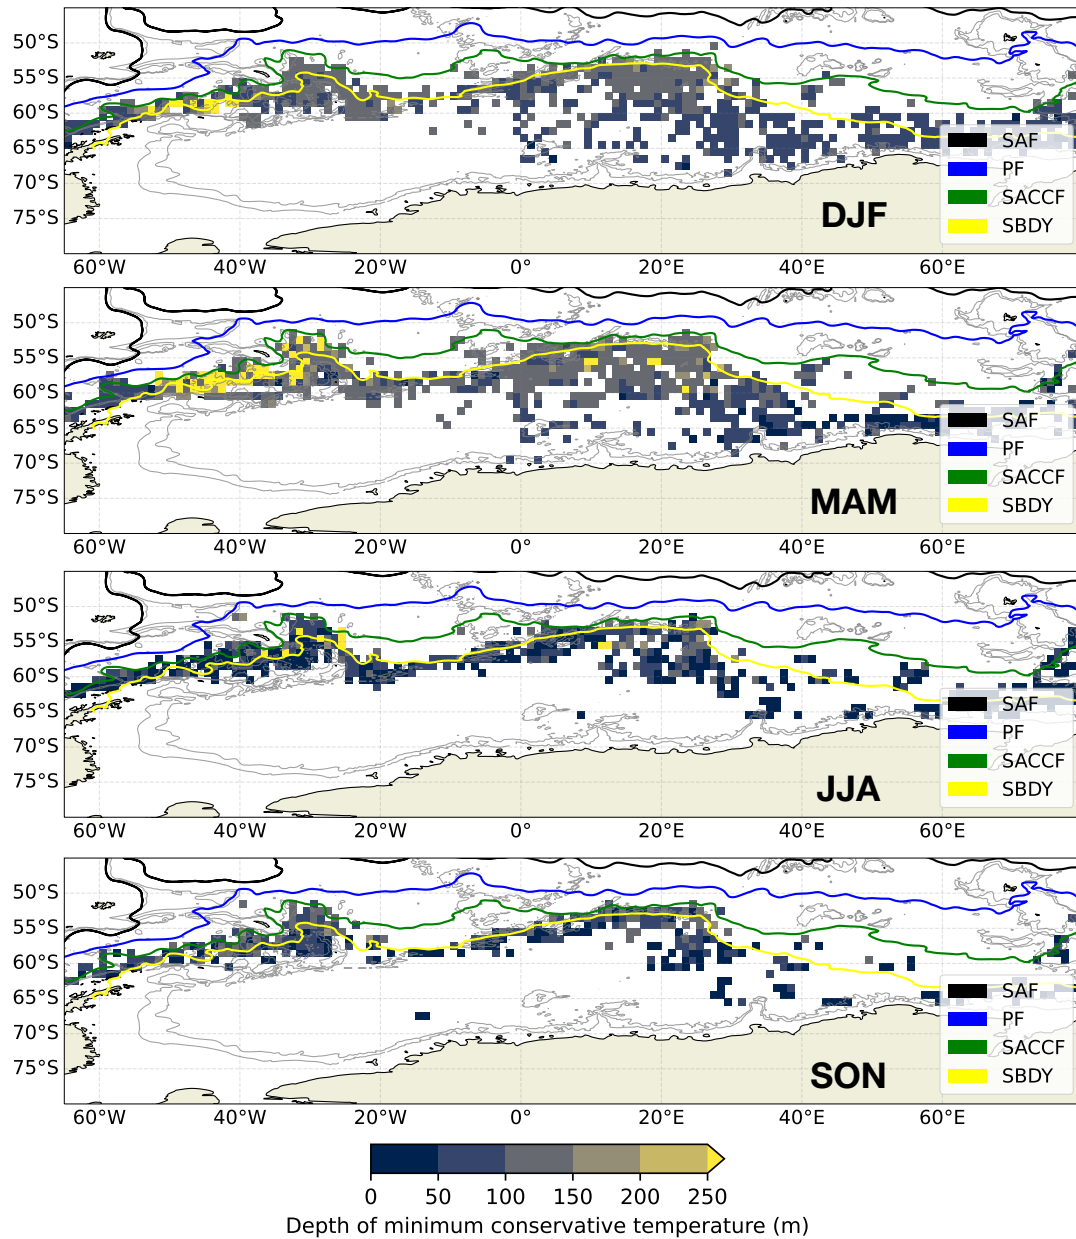 50°S
55°S
60°S
65°S
70°S
75°S
SAF
PF
SACCF
SBDY
DJF
60°W 40°W 20°W 0° 20°E 40°E 60°E
50°S
55°S
60°S
65°S
70°S
75°S
SAF
PF
SACCF
SBDY
MAM
60°W 40°W 20°W 0° 20°E 40°E 60°E
50°S
55°S
60°S
65°S
70°S
75°S
SAF
PF
SACCF
SBDY
JJA
60°W 40°W 20°W 0° 20°E 40°E 60°E
50°S
55°S
60°S
65°S
70°S
75°S
SAF
PF
SACCF
SBDY
SON
60°W 40°W 20°W 0° 20°E 40°E 60°E
0 50 100 150 200 250
Depth of minimum conservative temperature (m)